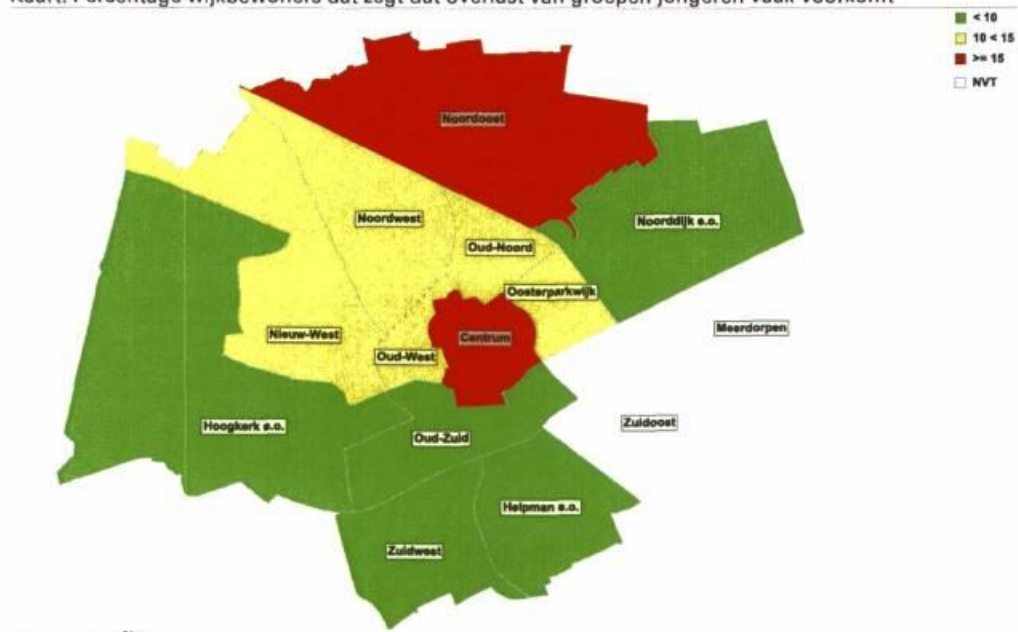 Kaart: Percentage wijkbewoners dat zegt dat overlast van groepen jongeren vaak voorkomt
< 10
10 < 15
>= 15
NVT
Noordoost
Noordwest
Noorddijk e.o.
Oud-Noord
Oosterparkwijk
Meerdorpen
Nieuw-West
Centrum
Oud-West
Hoogkerk e.o.
Zuidoost
Oud-Zuid
Helpman e.o.
Zuidwest